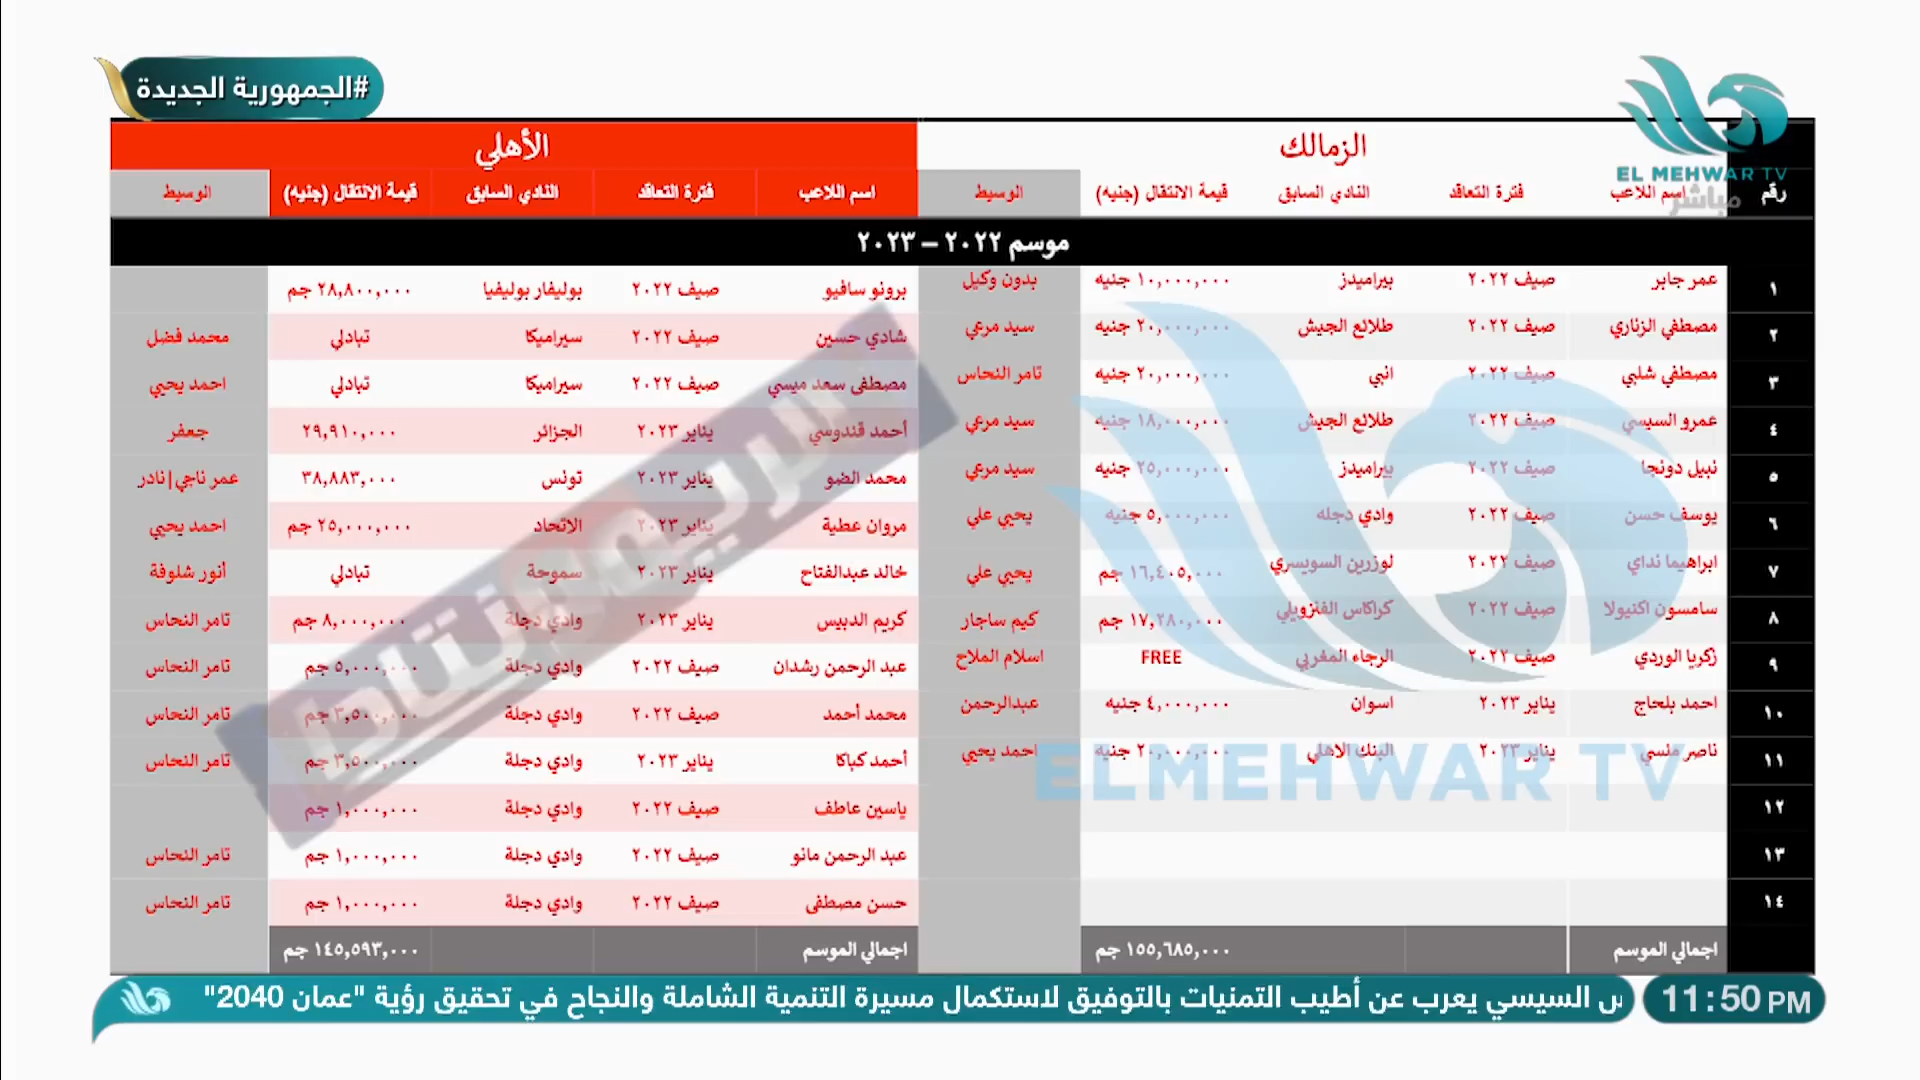 #الجمهورية الجديدة
EL MEHWAR TV
مباشر
الزمالك الأهلي
رقم اسم اللاعب فترة التعاقد النادي السابق قيمة الانتقال (جنيه) الوسيط اسم اللاعب فترة التعاقد النادي السابق قيمة الانتقال (جنيه) الوسيط
موسم ٢٠٢٢ – ٢٠٢٣
١ عمر جابر صيف ٢٠٢٢ بيراميدز ١٠,٠٠٠,٠٠٠ جنيه بدون وكيل برونو سافيو صيف ٢٠٢٢ بوليفار بوليفيا ٢٨,٨٠٠,٠٠٠ جم
٢ مصطفي الزناري صيف ٢٠٢٢ طلائع الجيش ٢٠,٠٠٠,٠٠٠ جنيه سيد مرعي شادي حسين صيف ٢٠٢٢ سيراميكا تبادلي محمد فضل
٣ مصطفي شلبي صيف ٢٠٢٢ انبي ٢٠,٠٠٠,٠٠٠ جنيه تامر النحاس مصطفى سعد ميسي صيف ٢٠٢٢ سيراميكا تبادلي احمد يحيي
٤ عمرو السيسي صيف ٢٠٢٢ طلائع الجيش ١٨,٠٠٠,٠٠٠ جنيه سيد مرعي أحمد قندوسي يناير ٢٠٢٣ الجزائر ٢٩,٩١٠,٠٠٠ جعفر
٥ نبيل دونجا صيف ٢٠٢٢ بيراميدز ٢٥,٠٠٠,٠٠٠ جنيه سيد مرعي محمد الضو يناير ٢٠٢٣ تونس ٣٨,٨٨٣,٠٠٠ عمر ناجي|نادر
٦ يوسف حسن صيف ٢٠٢٢ وادي دجله ٥,٠٠٠,٠٠٠ جنيه يحيي علي مروان عطية يناير ٢٠٢٣ الاتحاد ٢٥,٠٠٠,٠٠٠ جم احمد يحيي
٧ ابراهيما نداي صيف ٢٠٢٢ لوزرين السويسري ١٦,٤٠٥,٠٠٠ جم يحيي علي خالد عبدالفتاح يناير ٢٠٢٣ سموحة تبادلي أنور شلوفة
٨ سامسون اكنيولا صيف ٢٠٢٢ كراكاس الفنزويلي ١٧,٢٨٠,٠٠٠ جم كيم ساجار كريم الدبيس يناير ٢٠٢٣ وادي دجلة ٨,٠٠٠,٠٠٠ جم تامر النحاس
٩ زكريا الوردي صيف ٢٠٢٢ الرجاء المغربي FREE اسلام الملاح عبد الرحمن رشدان صيف ٢٠٢٢ وادي دجلة ٥,٠٠٠,٠٠٠ جم تامر النحاس
١٠ احمد بلحاج يناير ٢٠٢٣ اسوان ٤,٠٠٠,٠٠٠ جنيه عبدالرحمن محمد أحمد صيف ٢٠٢٢ وادي دجلة ٣,٥٠٠,٠٠٠ جم تامر النحاس
١١ ناصر منسي يناير ٢٠٢٣ البنك الاهلي ٢٠,٠٠٠,٠٠٠ جنيه احمد يحيي أحمد كباكا يناير ٢٠٢٣ وادي دجلة ٣,٥٠٠,٠٠٠ جم تامر النحاس
١٢ ياسين عاطف صيف ٢٠٢٢ وادي دجلة ١,٠٠٠,٠٠٠ جم
١٣ عبد الرحمن مانو صيف ٢٠٢٢ وادي دجلة ١,٠٠٠,٠٠٠ جم تامر النحاس
١٤ حسن مصطفى صيف ٢٠٢٢ وادي دجلة ١,٠٠٠,٠٠٠ جم تامر النحاس
اجمالي الموسم ١٥٥,٦٨٥,٠٠٠ جم اجمالي الموسم ١٤٥,٥٩٣,٠٠٠ جم
الريمونتادا
ELMEHWAR TV
س السيسي يعرب عن أطيب التمنيات بالتوفيق لاستكمال مسيرة التنمية الشاملة والنجاح في تحقيق رؤية "عمان 2040"
11:50 PM